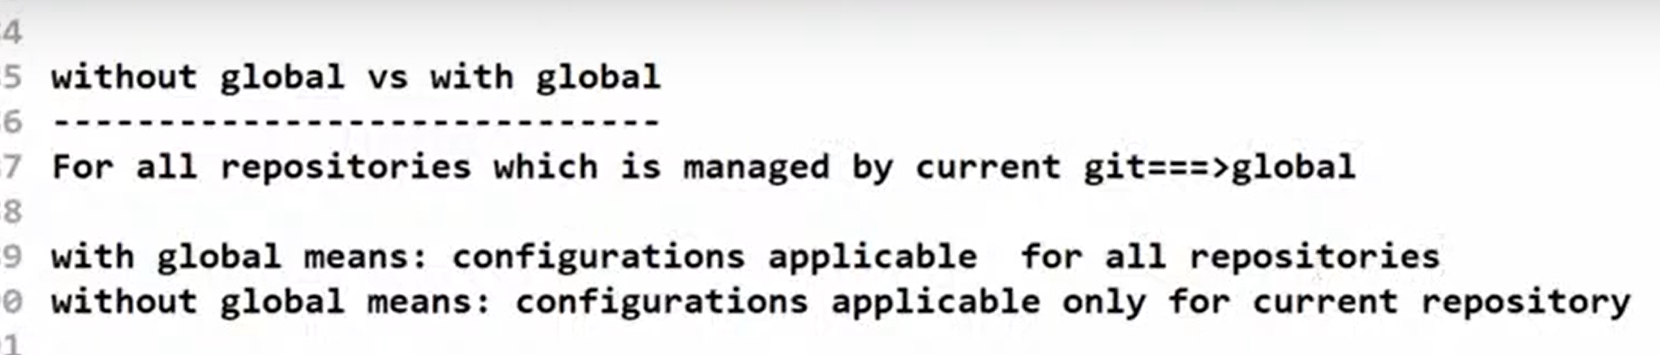 4
5 without global vs with global
6 -----------------------------
7 For all repositories which is managed by current git===>global
8
9 with global means: configurations applicable  for all repositories
0 without global means: configurations applicable only for current repository
1